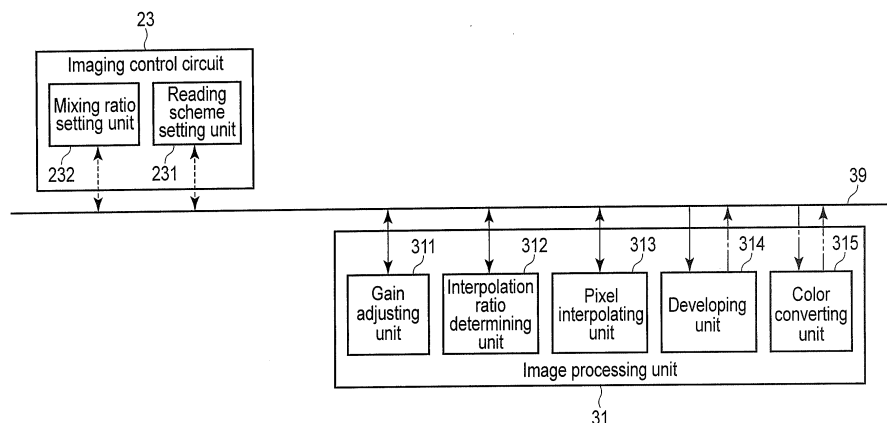 23
Imaging control circuit
Mixing ratio
setting unit
Reading
scheme
setting unit
232
231
39
311
312
313
314
315
Gain
adjusting
unit
Interpolation
ratio
determining
unit
Pixel
interpolating
unit
Developing
unit
Color
converting
unit
Image processing unit
31